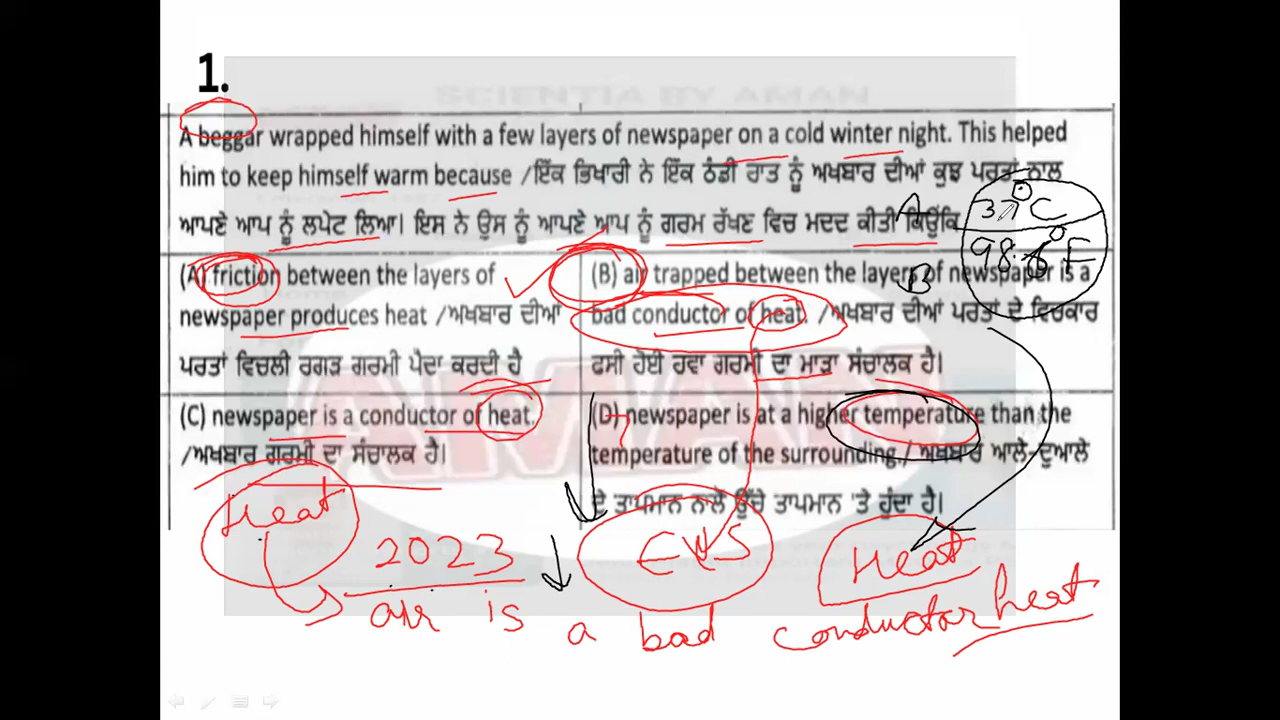 1.
SCIENTIA BY AMAN
A beggar wrapped himself with a few layers of newspaper on a cold winter night. This helped
him to keep himself warm because /ਇੱਕ ਭਿਖਾਰੀ ਨੇ ਇੱਕ ਠੰਡੀ ਰਾਤ ਨੂੰ ਅਖਬਾਰ ਦੀਆਂ ਕੁਝ ਪਰਤਾਂ ਨਾਲ
ਆਪਣੇ ਆਪ ਨੂੰ ਲਪੇਟ ਲਿਆ। ਇਸ ਨੇ ਉਸ ਨੂੰ ਆਪਣੇ ਆਪ ਨੂੰ ਗਰਮ ਰੱਖਣ ਵਿਚ ਮਦਦ ਕੀਤੀ ਕਿਉਂਕਿ
A 37°C
B 98.6°F
(A) friction between the layers of
newspaper produces heat /ਅਖਬਾਰ ਦੀਆਂ
ਪਰਤਾਂ ਵਿਚਲੀ ਰਗੜ ਗਰਮੀ ਪੈਦਾ ਕਰਦੀ ਹੈ
(B) air trapped between the layers of newspaper is a
bad conductor of heat. /ਅਖਬਾਰ ਦੀਆਂ ਪਰਤਾਂ ਦੇ ਵਿਚਕਾਰ
ਫਸੀ ਹੋਈ ਹਵਾ ਗਰਮੀ ਦਾ ਮਾੜਾ ਸੰਚਾਲਕ ਹੈ।
(C) newspaper is a conductor of heat.
/ਅਖਬਾਰ ਗਰਮੀ ਦਾ ਸੰਚਾਲਕ ਹੈ।
(D) newspaper is at a higher temperature than the
temperature of the surrounding./ਅਖਬਾਰ ਆਲੇ-ਦੁਆਲੇ
ਦੇ ਤਾਪਮਾਨ ਨਾਲੋਂ ਉੱਚੇ ਤਾਪਮਾਨ 'ਤੇ ਹੁੰਦਾ ਹੈ।
AMAN
Heat
2023
EVS
Heat
air is a bad conductor heat